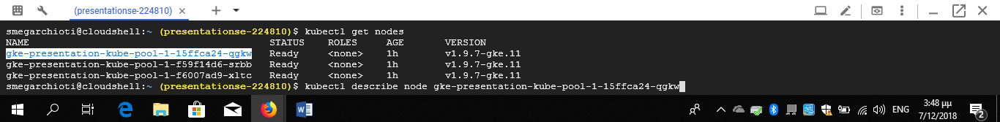 (presentationse-224810)
smegarchioti@cloudshell:~ (presentationse-224810)$ kubectl get nodes
NAME STATUS ROLES AGE VERSION
gke-presentation-kube-pool-1-15ffca24-qgkw Ready <none> 1h v1.9.7-gke.11
gke-presentation-kube-pool-1-f59f14d6-srbb Ready <none> 1h v1.9.7-gke.11
gke-presentation-kube-pool-1-f6007ad9-xltc Ready <none> 1h v1.9.7-gke.11
smegarchioti@cloudshell:~ (presentationse-224810)$ kubectl describe node gke-presentation-kube-pool-1-15ffca24-qgkw
ENG
3:48 μμ
7/12/2018
2